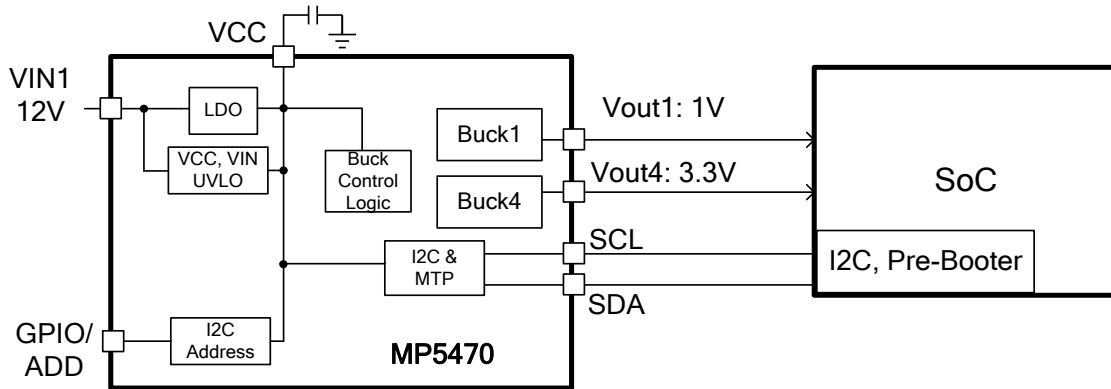 VCC
VIN1
12V
LDO
VCC, VIN
UVLO
Buck
Control
Logic
Buck1
Buck4
Vout1: 1V
Vout4: 3.3V
SoC
I2C &
MTP
SCL
SDA
I2C, Pre-Booter
GPIO/
ADD
I2C
Address
MP5470